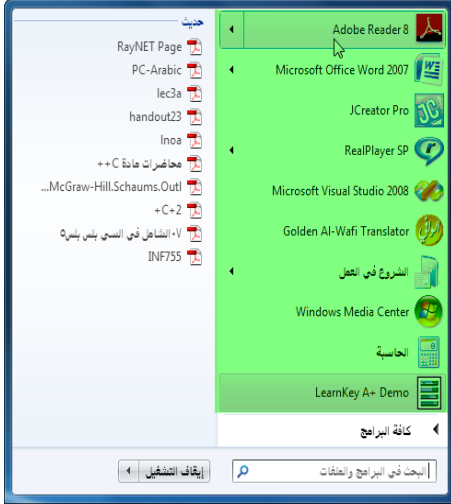 Adobe Reader 8
Microsoft Office Word 2007
JCreator Pro
RealPlayer SP
Microsoft Visual Studio 2008
Golden Al-Wafi Translator
الشروع في العمل
Windows Media Center
الحاسبة
LearnKey A+ Demo
كافة البرامج
البحث في البرامج والملفات
حديث
RayNET Page
PC-Arabic
lec3a
handout23
Inoa
محاضرات مادة C++
McGraw-Hill.Schaums.Outl...
+C+2
٠٧الشامل في السي بلس بلس٥
INF755
إيقاف التشغيل